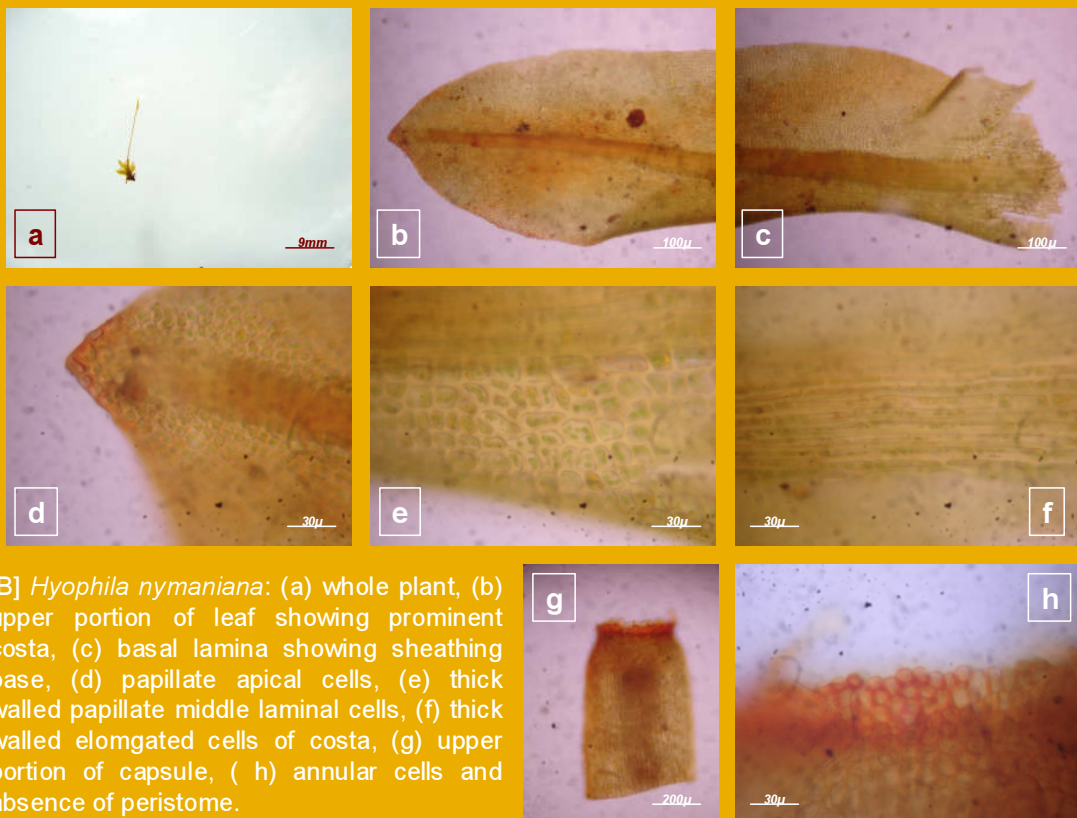 a
9mm
b
100µ
c
100µ
d
30µ
e
30µ
30µ
f
B] Hyophila nymaniana: (a) whole plant, (b)
upper portion of leaf showing prominent
costa, (c) basal lamina showing sheathing
base, (d) papillate apical cells, (e) thick
walled papillate middle laminal cells, (f) thick
walled elomgated cells of costa, (g) upper
portion of capsule, ( h) annular cells and
absence of peristome.
g
200µ
h
30µ